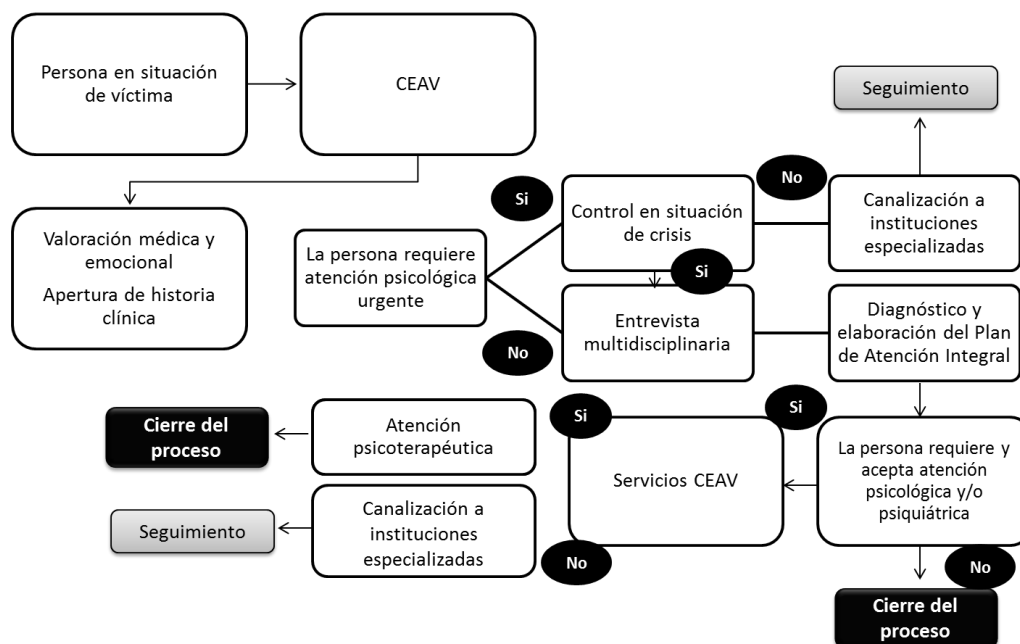 Persona en situación
de víctima
CEAV
Seguimiento
Valoración médica y
emocional
Apertura de historia
clínica
La persona requiere
atención psicológica
urgente
Si
No
Control en situación
de crisis
No
Canalización a
instituciones
especializadas
Si
Entrevista
multidisciplinaria
Diagnóstico y
elaboración del Plan
de Atención Integral
Cierre del
proceso
Atención
psicoterapéutica
Si
Servicios CEAV
Si
La persona requiere y
acepta atención
psicológica y/o
psiquiátrica
Seguimiento
Canalización a
instituciones
especializadas
No
No
Cierre del
proceso